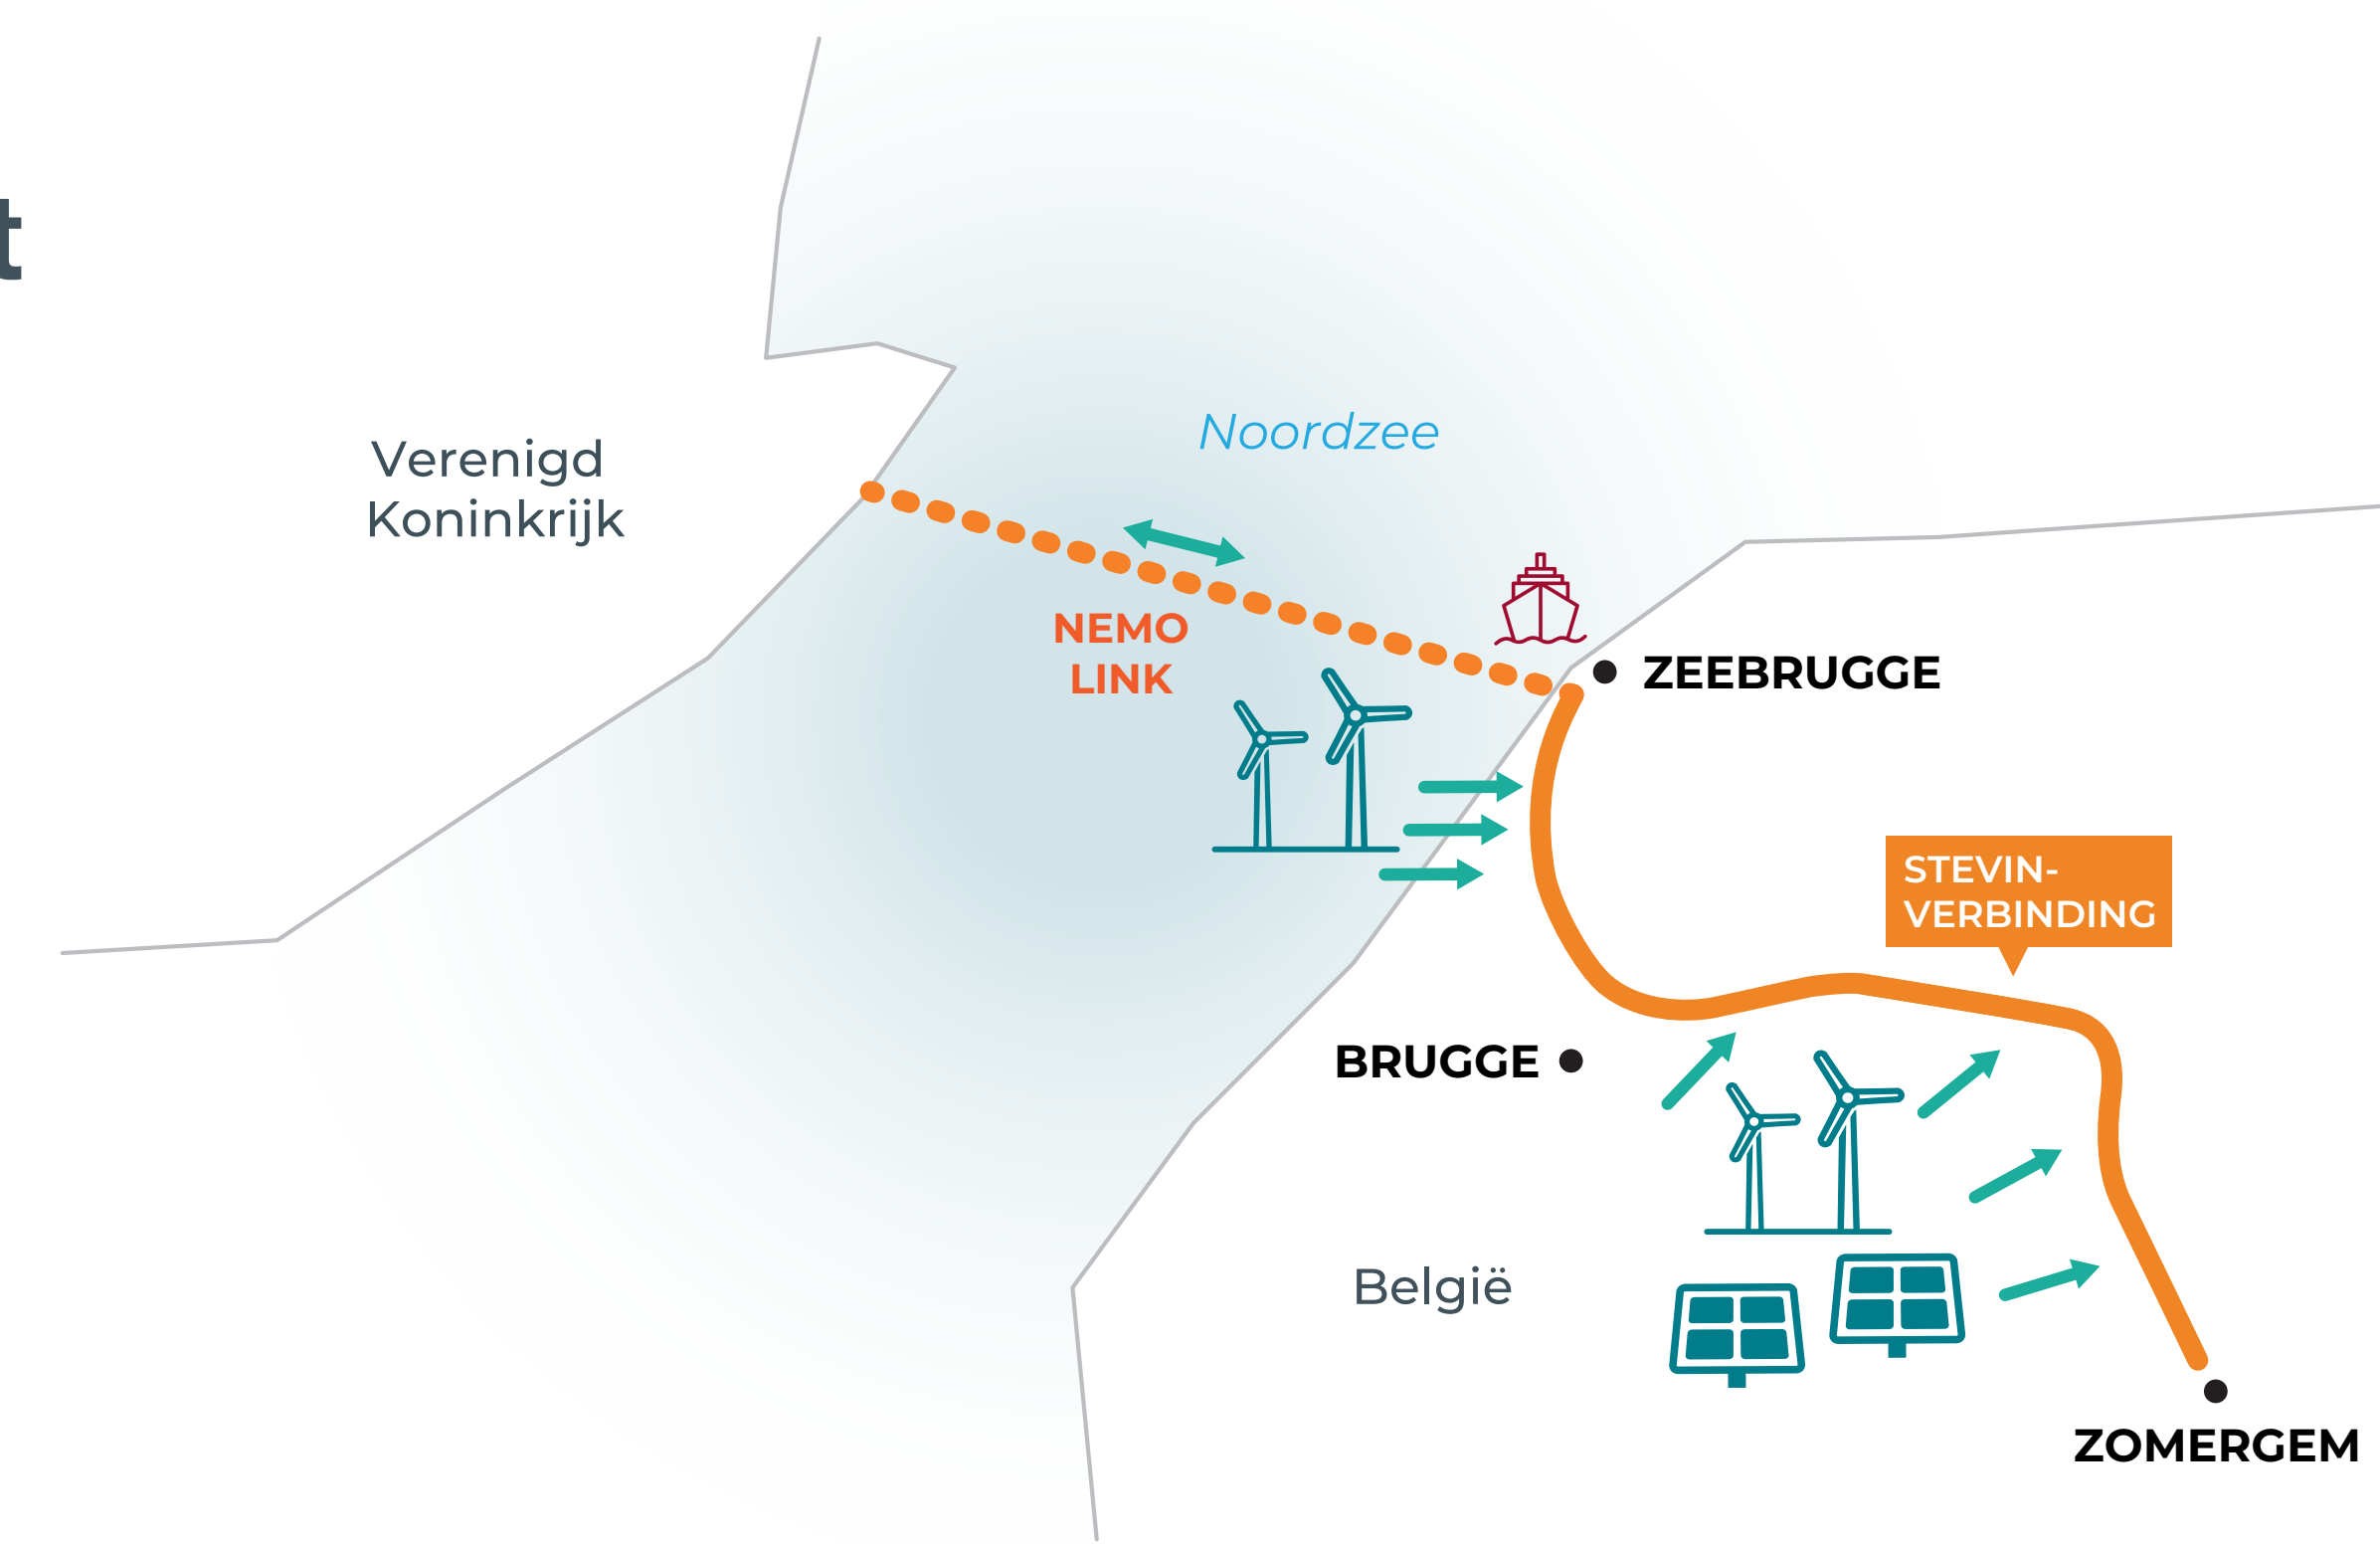 t
Noordzee
Verenigd
Koninkrijk
NEMO
LINK
ZEEBRUGGE
STEVIN-
VERBINDING
BRUGGE
België
ZOMERGEM